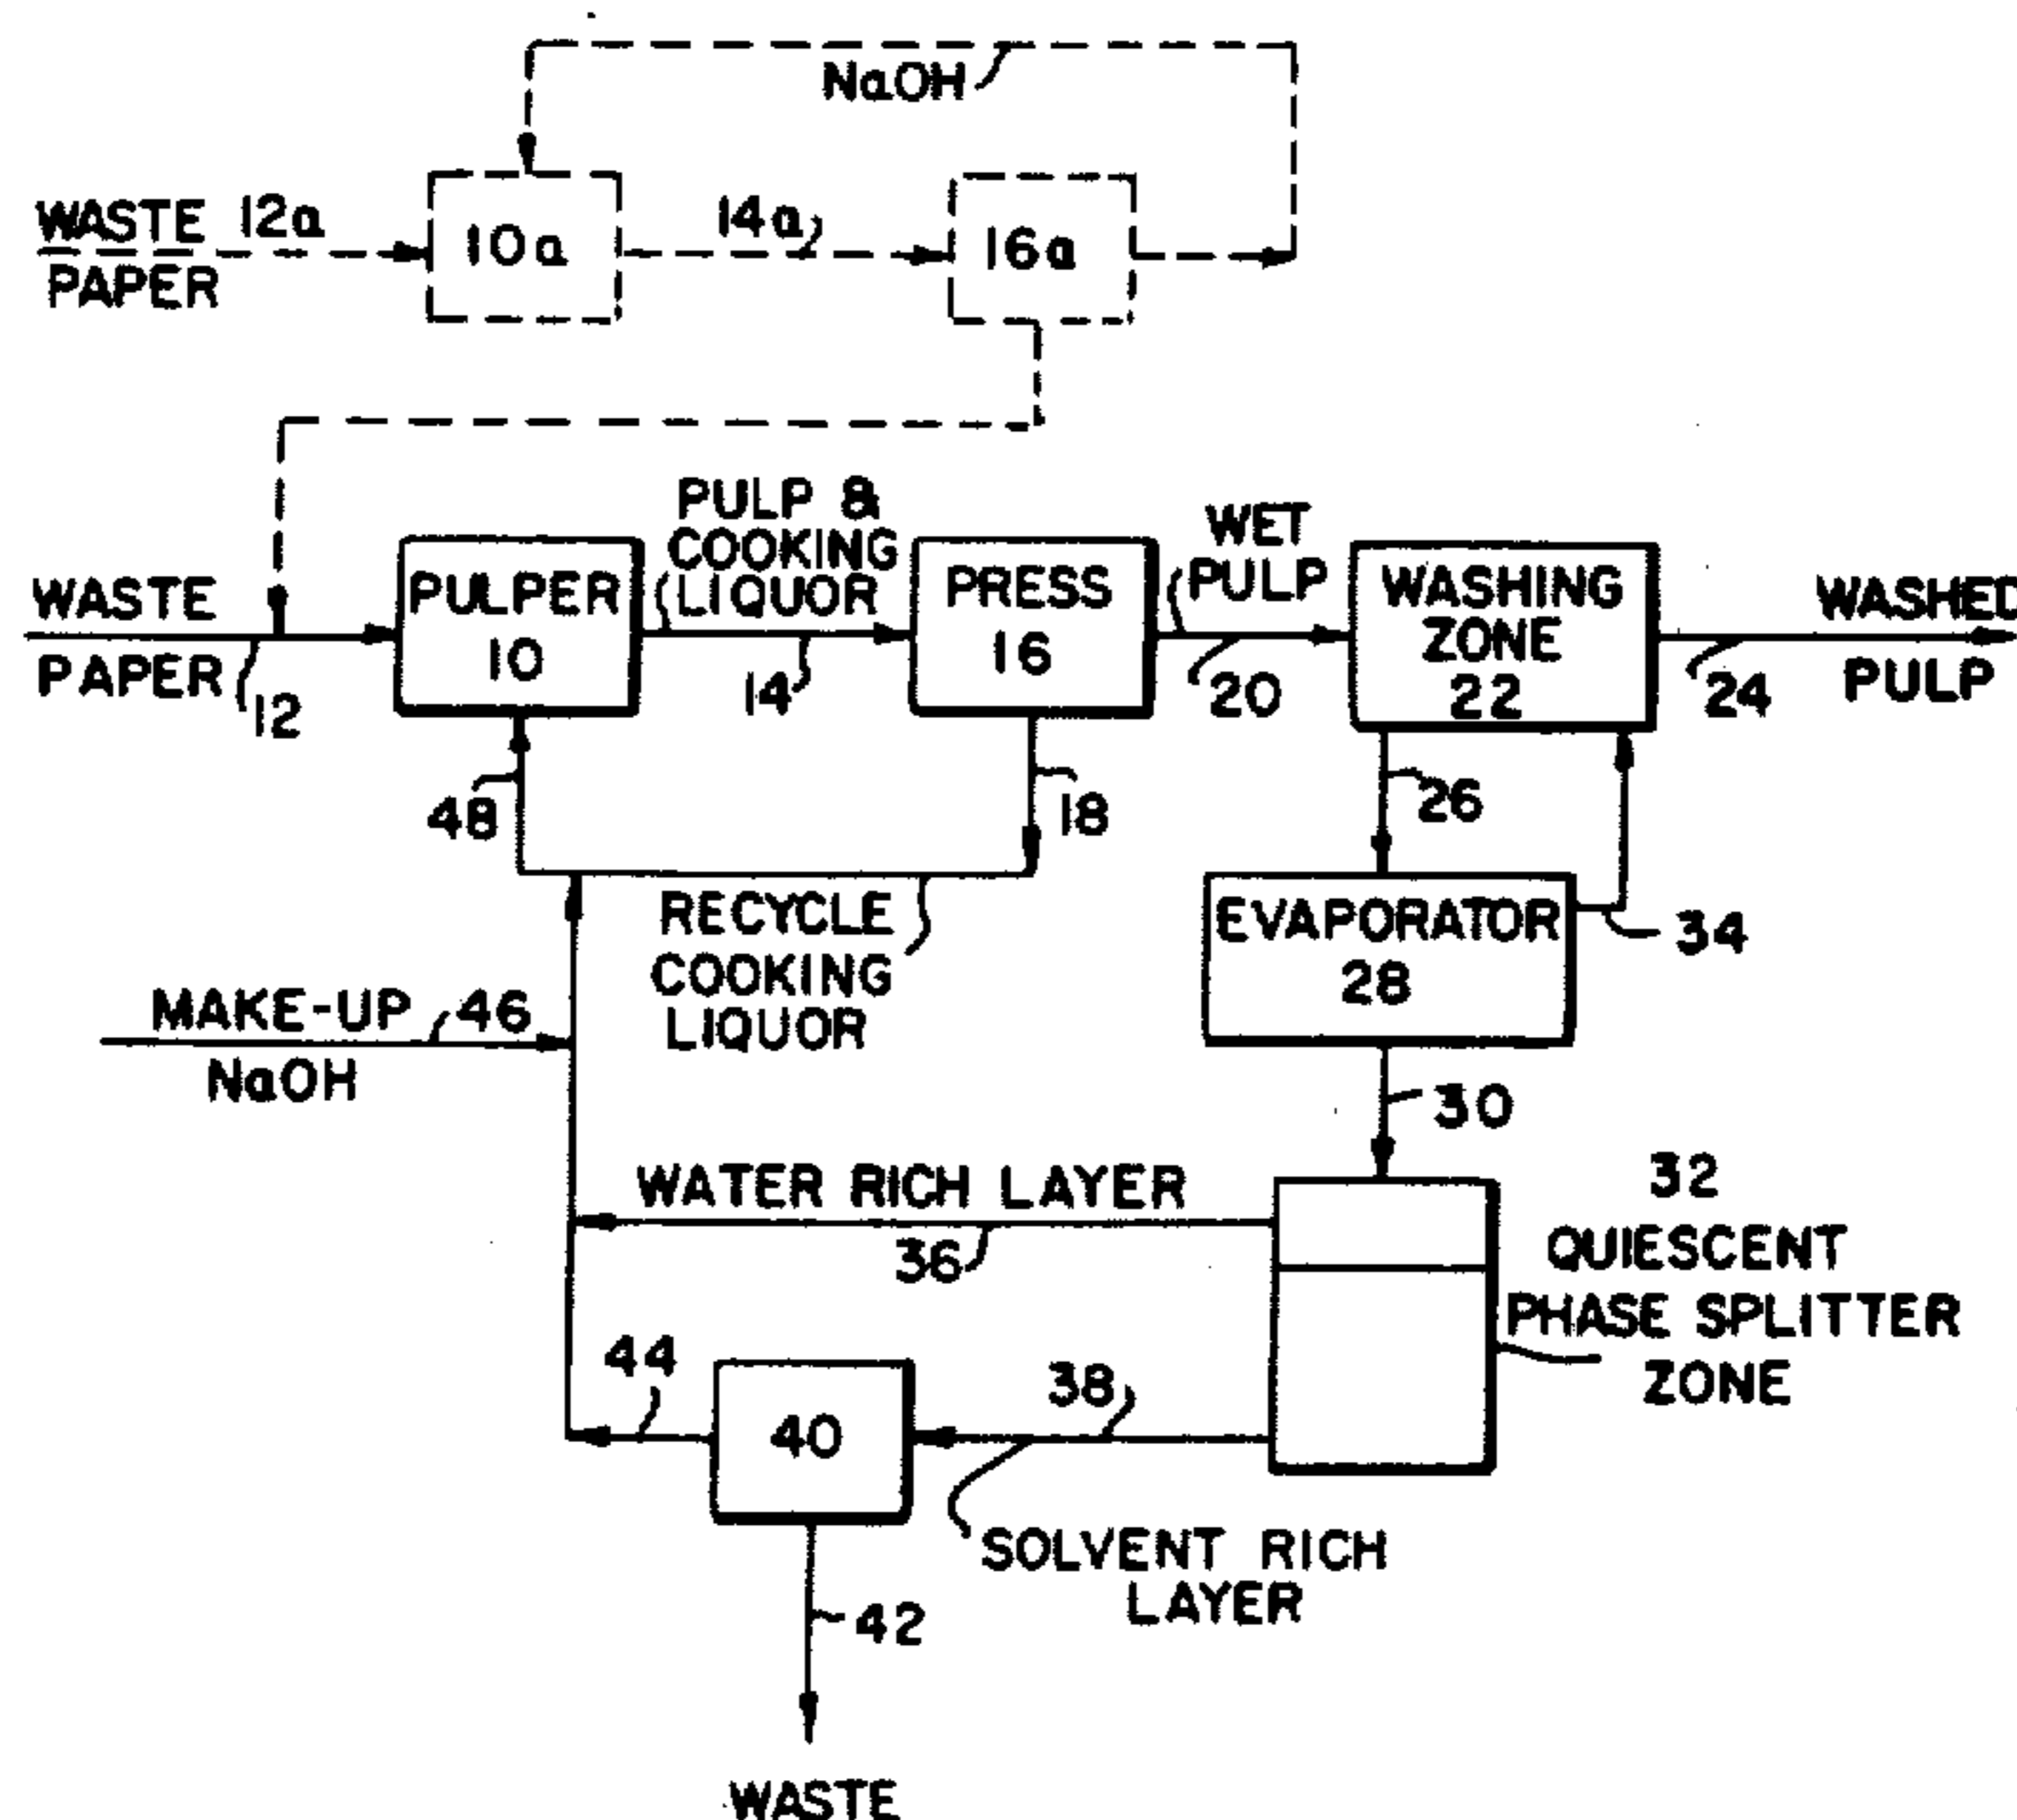 NaOH
WASTE 12a
PAPER
10a
14a
16a
PULP &
COOKING
LIQUOR
WET
PULP
WASTE
PAPER
12
PULPER
10
14
PRESS
16
20
WASHING
ZONE
22
WASHED
PULP
24
48
18
26
RECYCLE
COOKING
LIQUOR
EVAPORATOR
28
34
MAKE-UP 46
NaOH
30
WATER RICH LAYER
36
32
QUIESCENT
PHASE SPLITTER
ZONE
44
40
38
SOLVENT RICH
LAYER
42
WASTE